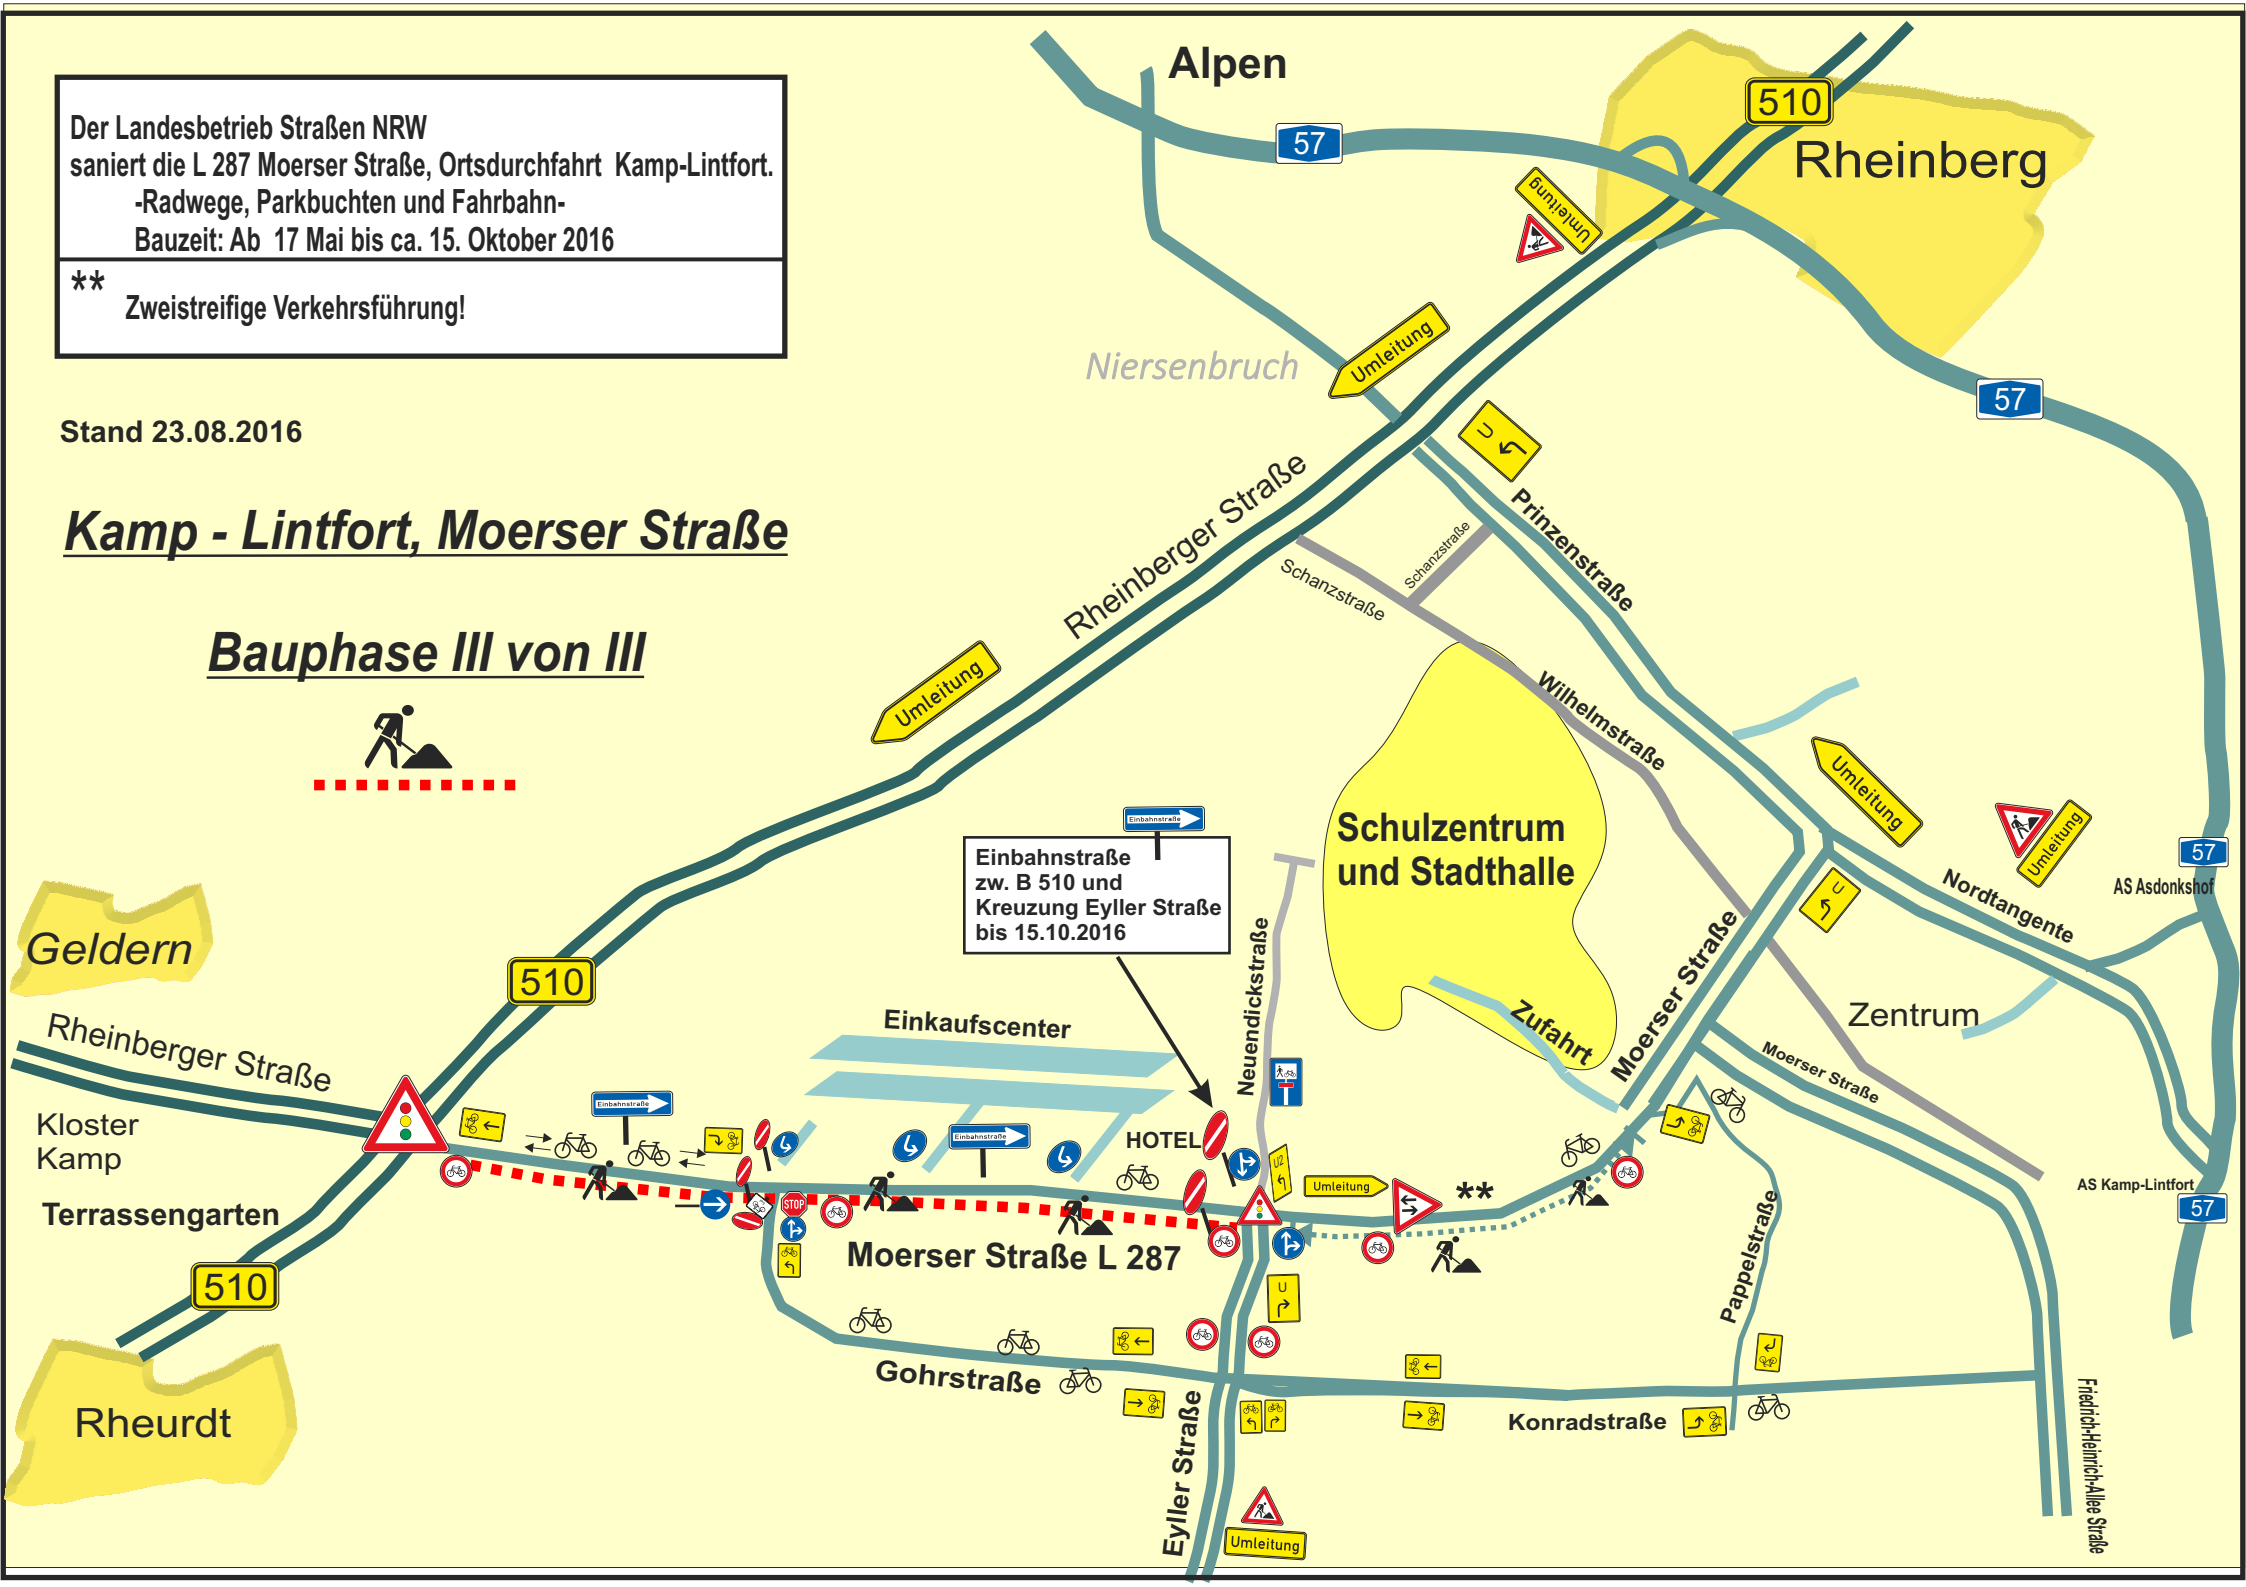 Der Landesbetrieb Straßen NRW
saniert die L 287 Moerser Straße, Ortsdurchfahrt Kamp-Lintfort.
-Radwege, Parkbuchten und Fahrbahn-
Bauzeit: Ab 17 Mai bis ca. 15. Oktober 2016
**
Zweistreifige Verkehrsführung!
Stand 23.08.2016
Kamp - Lintfort, Moerser Straße
Bauphase III von III
Alpen
57
510
Rheinberg
Umleitung
Niersenbruch
Umleitung
57
U
Rheinberger Straße
Prinzenstraße
Schanzstraße
Schanzstraße
Umleitung
Wilhelmstraße
Umleitung
Umleitung
57
AS Asdonkshof
Schulzentrum
und Stadthalle
Einbahnstraße
Einbahnstraße
zw. B 510 und
Kreuzung Eyller Straße
bis 15.10.2016
U
Nordtangente
Geldern
510
Neuendickstraße
Moerser Straße
Zentrum
Zufahrt
Rheinberger Straße
Einkaufscenter
Moerser Straße
Kloster
Kamp
Einbahnstraße
Einbahnstraße
HOTEL
U2
Umleitung
**
AS Kamp-Lintfort
57
Terrassengarten
STOP
Moerser Straße L 287
510
U
Pappelstraße
Rheurdt
Gohrstraße
Eyller Straße
Konradstraße
Friedrich-Heinrich-Allee Straße
Umleitung